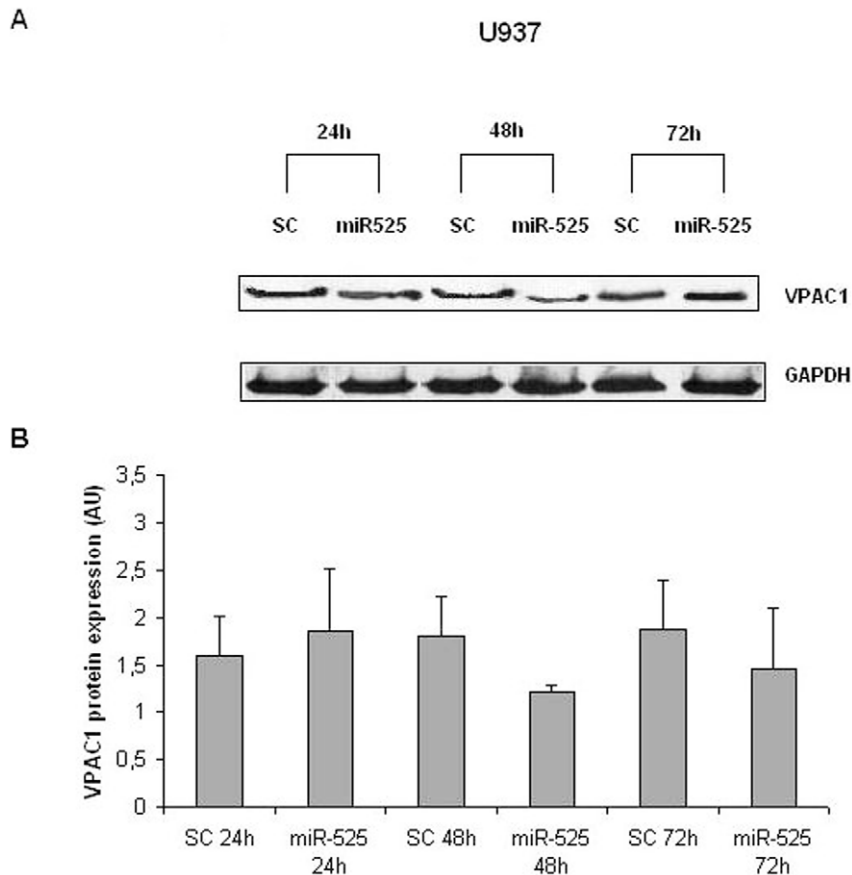 A
U937
24h 48h 72h
SC miR525 SC miR-525 SC miR-525
VPAC1
GAPDH
B
VPAC1 protein expression (AU)
3,5
3
2,5
2
1,5
1
0,5
0
SC 24h miR-525 SC 48h miR-525 SC 72h miR-525
24h 48h 72h